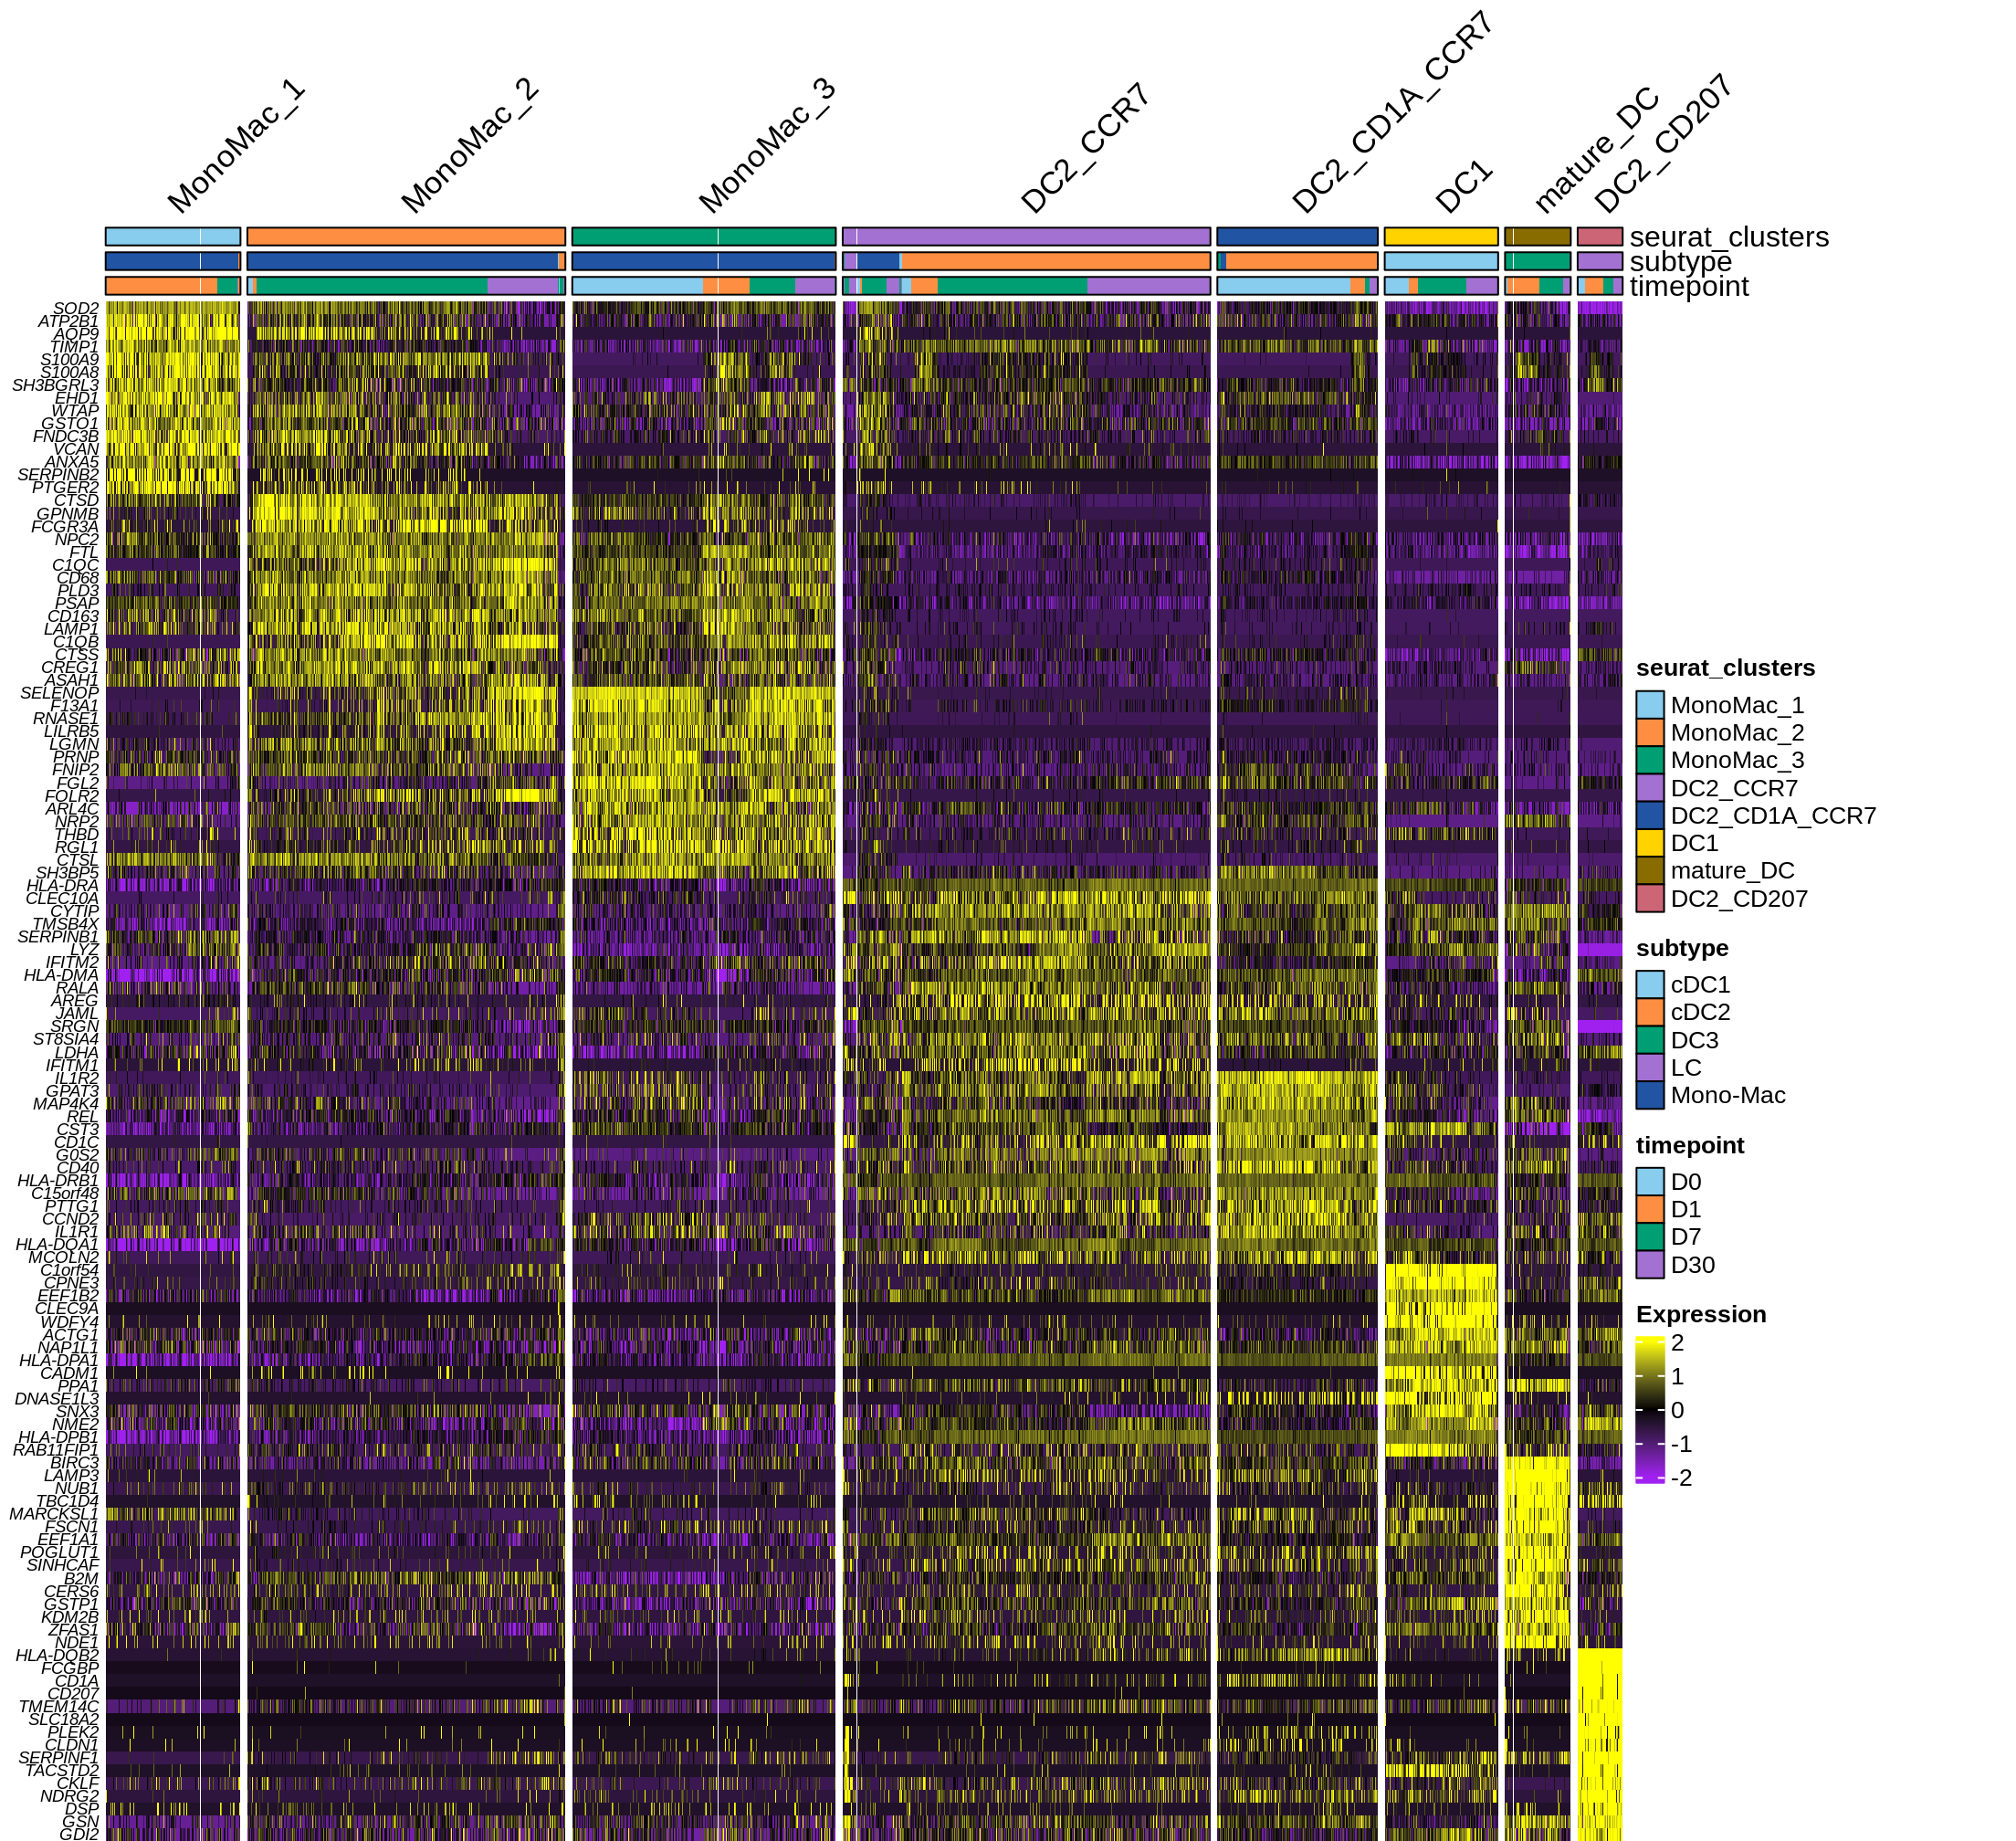 MonoMac_1
MonoMac_2
MonoMac_3
DC2_CCR7
DC2_CD1A_CCR7
DC1
mature_DC
DC2_CD207
seurat_clusters
subtype
timepoint
SOD2
ATP2B1
AQP9
TIMP1
S100A9
S100A8
SH3BGRL3
EHD1
WTAP
GSTO1
FNDC3B
VCAN
ANXA5
SERPINB2
PTGER2
CTSD
GPNMB
FCGR3A
NPC2
FTL
C1QC
CD68
PLD3
PSAP
CD163
LAMP1
C1QB
CTSS
CREG1
ASAH1
SELENOP
F13A1
RNASE1
LILRB5
LGMN
PRNP
FNIP2
FGL2
FOLR2
ARL4C
NRP2
THBD
RGL1
CTSL
SH3BP5
HLA-DRA
CLEC10A
CYTIP
TMSB4X
SERPINB1
LYZ
IFITM2
HLA-DMA
RALA
AREG
JAML
SRGN
ST8SIA4
LDHA
IFITM1
IL1R2
GPAT3
MAP4K4
REL
CST3
CD1C
G0S2
CD40
HLA-DRB1
C15orf48
PTTG1
CCND2
IL1R1
HLA-DQA1
MCOLN2
C1orf54
CPNE3
EEF1B2
CLEC9A
WDFY4
ACTG1
NAP1L1
HLA-DPA1
CADM1
PPA1
DNASE1L3
SNX3
NME2
HLA-DPB1
RAB11FIP1
BIRC3
LAMP3
NUB1
TBC1D4
MARCKSL1
FSCN1
EEF1A1
POGLUT1
SINHCAF
B2M
CERS6
GSTP1
KDM2B
ZFAS1
NDE1
HLA-DQB2
FCGBP
CD1A
CD207
TMEM14C
SLC18A2
PLEK2
CLDN1
SERPINF1
TACSTD2
CKLF
NDRG2
DSP
GSN
GDI2
seurat_clusters
MonoMac_1
MonoMac_2
MonoMac_3
DC2_CCR7
DC2_CD1A_CCR7
DC1
mature_DC
DC2_CD207
subtype
cDC1
cDC2
DC3
LC
Mono-Mac
timepoint
D0
D1
D7
D30
Expression
2
1
0
-1
-2